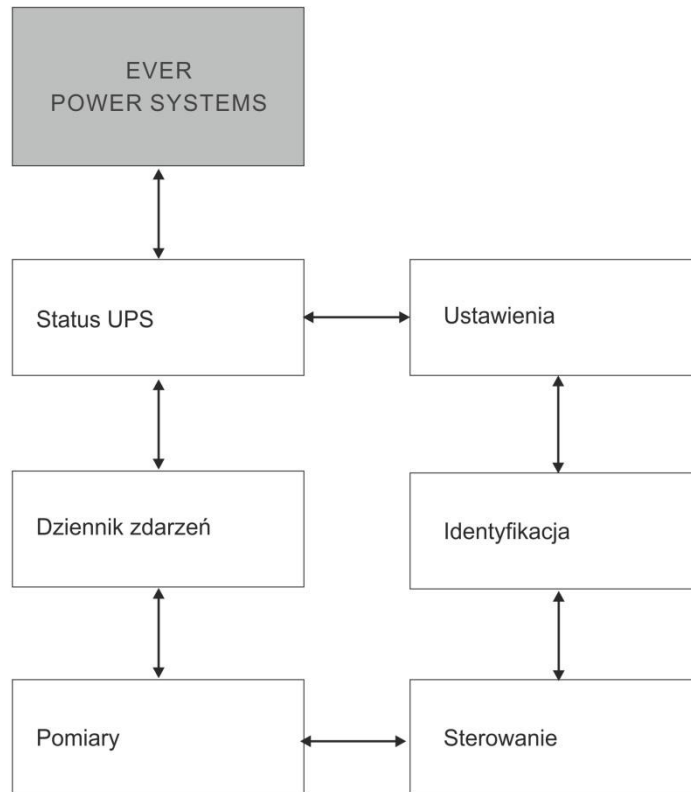 EVER
POWER SYSTEMS
Status UPS
Ustawienia
Dziennik zdarzeń
Identyfikacja
Pomiary
Sterowanie